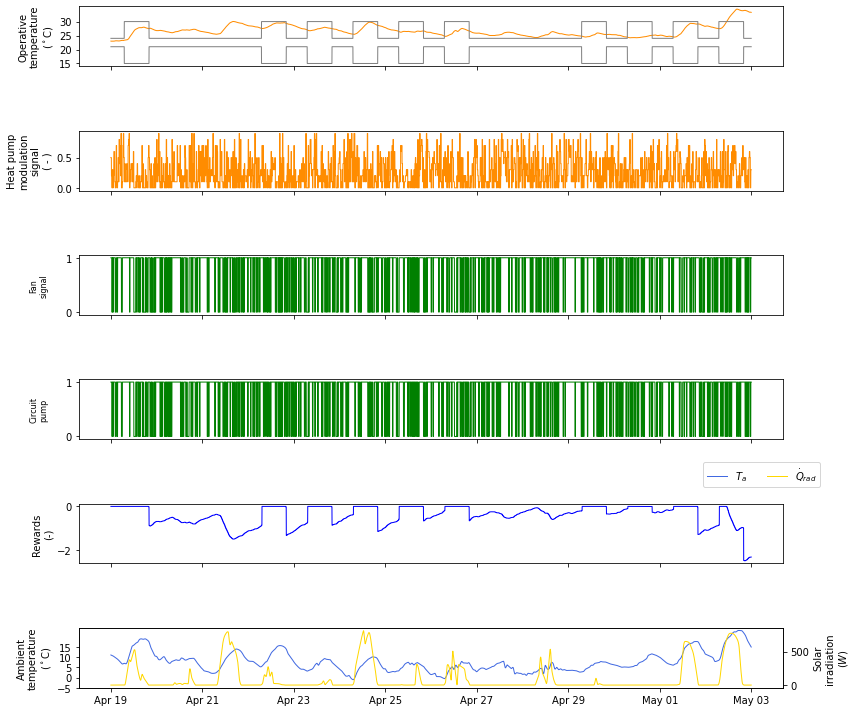 Operative
temperature
(°C)
30
25
20
15
Heat pump
modulation
signal
( - )
0.5
0.0
Fan
signal
1
0
Circuit
pump
1
0
T_a
Q̇_rad
Rewards
(-)
0
−2
Ambient
temperature
(°C)
15
10
5
0
−5
500
0
Solar
irradiation
(W)
Apr 19 Apr 21 Apr 23 Apr 25 Apr 27 Apr 29 May 01 May 03